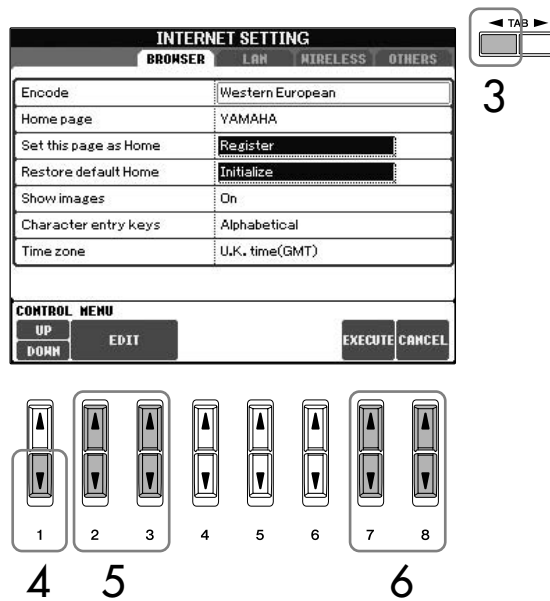 INTERNET SETTING
BROWSER LAN WIRELESS OTHERS
Encode Western European
Home page YAMAHA
Set this page as Home Register
Restore default Home Initialize
Show images On
Character entry keys Alphabetical
Time zone U.K. time(GMT)
CONTROL MENU
UP
DOWN
EDIT
EXECUTE CANCEL
TAB
3
1 2 3 4 5 6 7 8
4 5 6